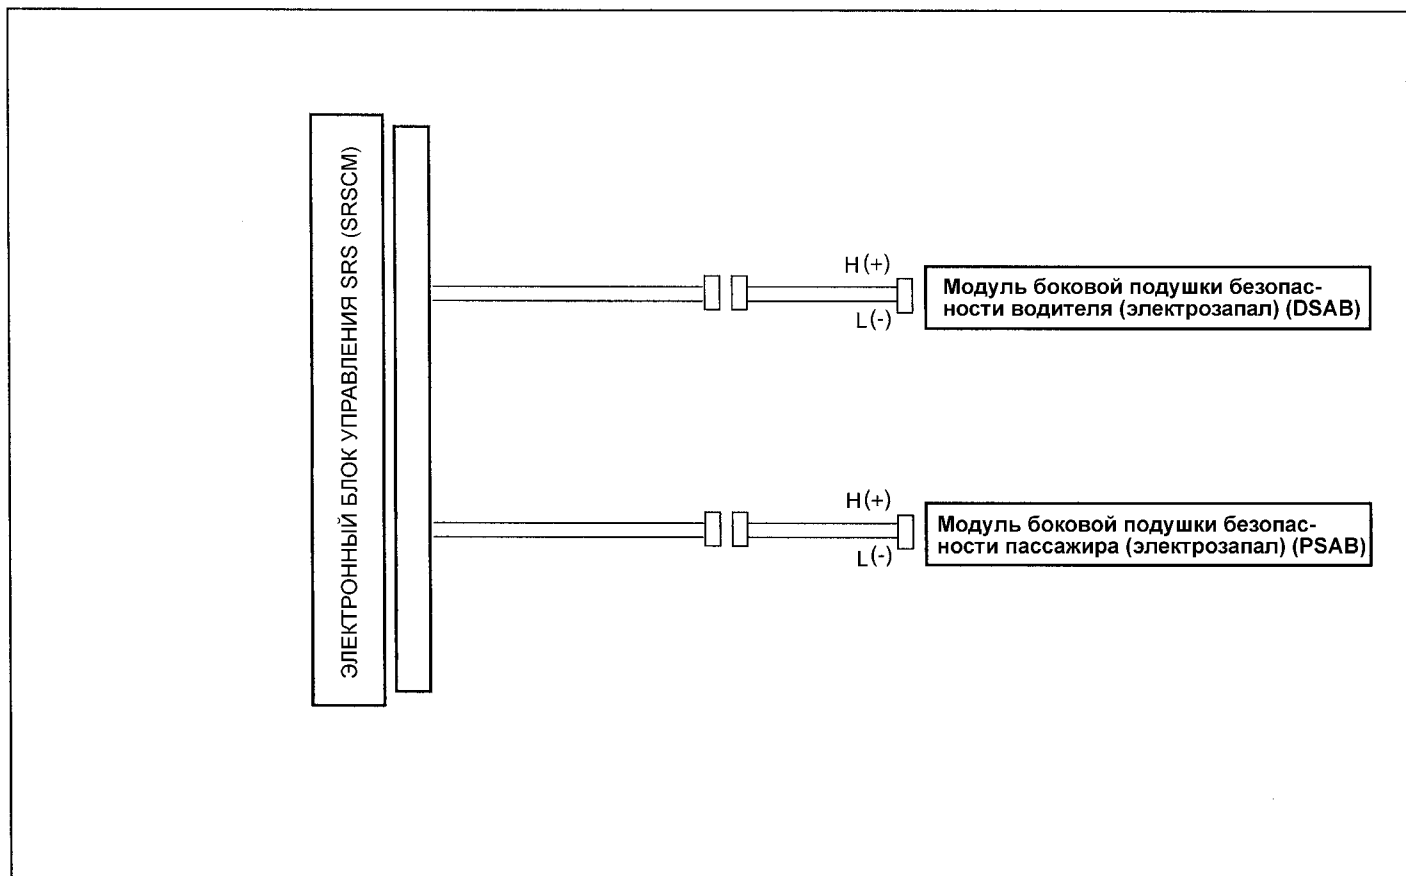 ЭЛЕКТРОННЫЙ БЛОК УПРАВЛЕНИЯ SRS (SRSCM)
H(+)
L(-)
Модуль боковой подушки безопас-
ности водителя (электрозапал) (DSAB)
H(+)
L(-)
Модуль боковой подушки безопас-
ности пассажира (электрозапал) (PSAB)